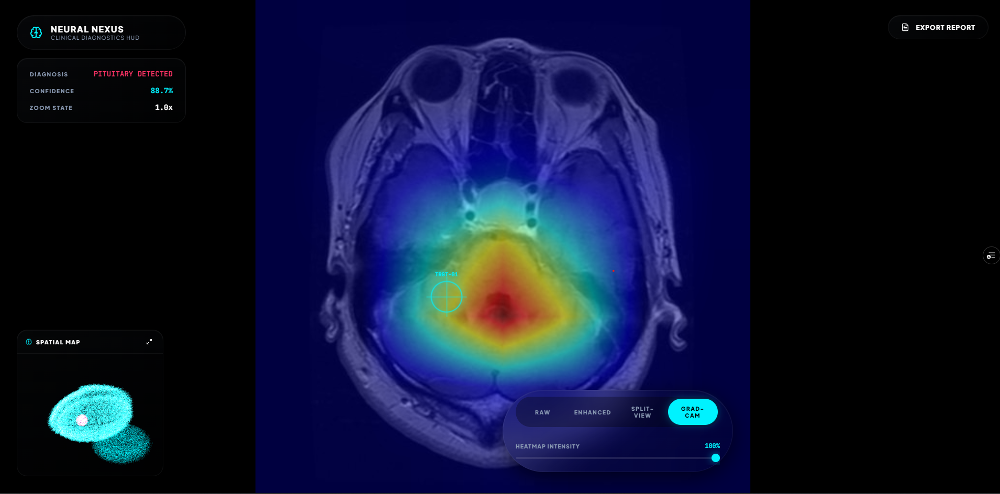 NEURAL NEXUS
CLINICAL DIAGNOSTICS HUD
EXPORT REPORT
DIAGNOSIS PITUITARY DETECTED
CONFIDENCE 88.7%
ZOOM STATE 1.0x
TRGT-01
SPATIAL MAP
RAW
ENHANCED
SPLIT-
VIEW
GRAD-
CAM
HEATMAP INTENSITY 100%